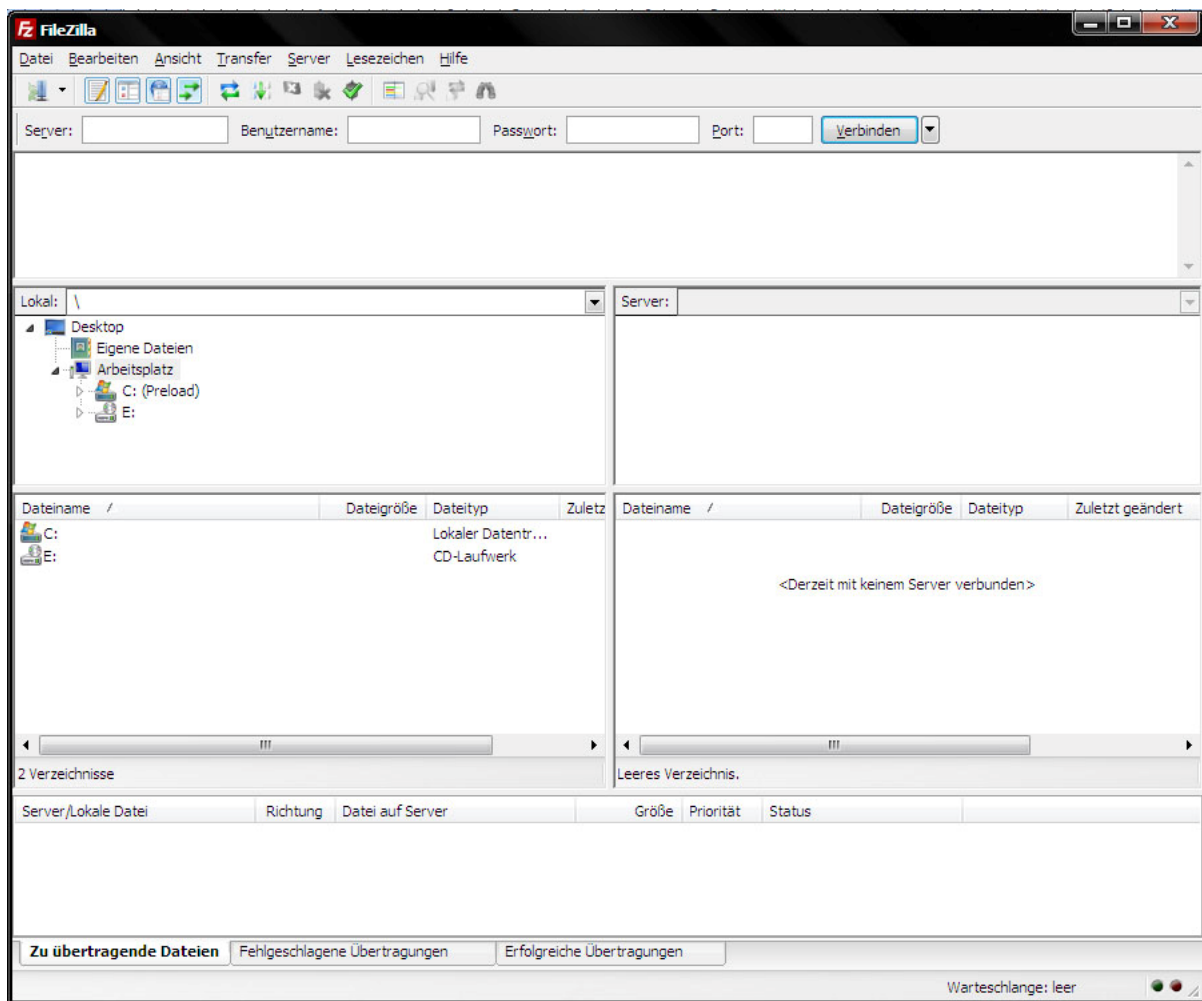 FileZilla
Datei Bearbeiten Ansicht Transfer Server Lesezeichen Hilfe
Server: Benutzername: Passwort: Port: Verbinden
Lokal: \
Server:
Desktop
Eigene Dateien
Arbeitsplatz
C: (Preload)
E:
Dateiname / Dateigröße Dateityp Zuletz
C: Lokaler Datentr...
E: CD-Laufwerk
2 Verzeichnisse
Dateiname / Dateigröße Dateityp Zuletzt geändert
<Derzeit mit keinem Server verbunden>
Leeres Verzeichnis.
Server/Lokale Datei Richtung Datei auf Server Größe Priorität Status
Zu übertragende Dateien Fehlgeschlagene Übertragungen Erfolgreiche Übertragungen
Warteschlange: leer